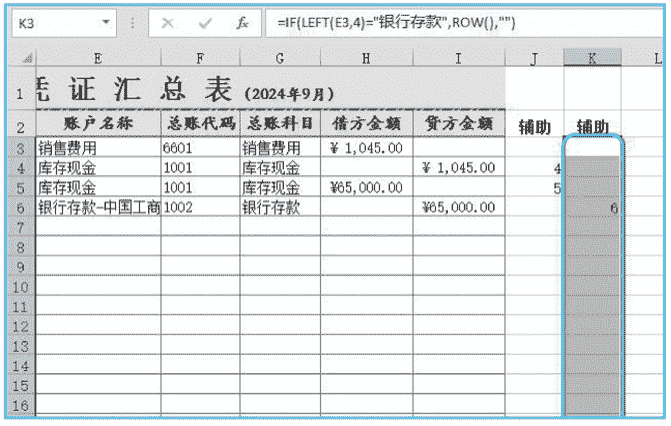 K3 fx =IF(LEFT(E3,4)="银行存款",ROW(),"")
E F G H I J K L
1 凭 证 汇 总 表 (2024年9月)
2 账户名称 总账代码 总账科目 借方金额 贷方金额 辅助 辅助
3 销售费用 6601 销售费用 ¥ 1,045.00
4 库存现金 1001 库存现金 ¥ 1,045.00 4
5 库存现金 1001 库存现金 ¥65,000.00 5
6 银行存款-中国工商 1002 银行存款 ¥65,000.00 6
7
8
9
10
11
12
13
14
15
16